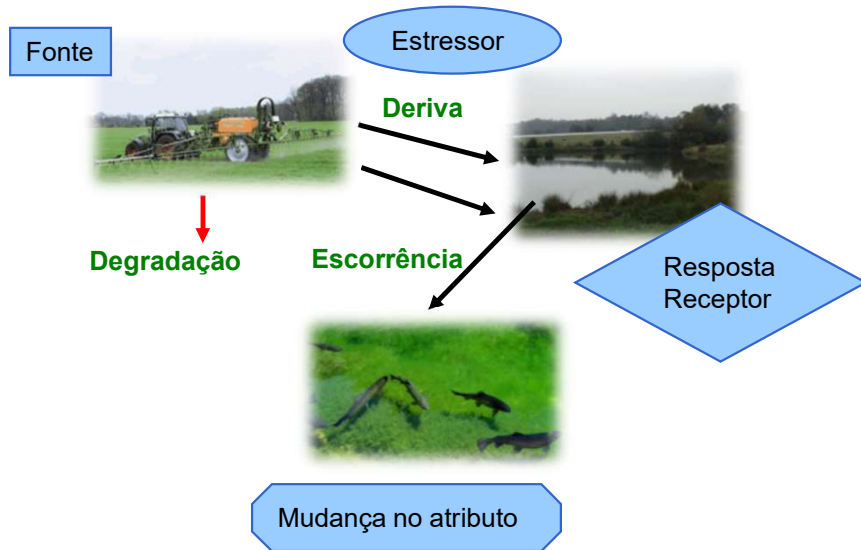 Fonte
Estressor
Deriva
Degradação
Escorrência
Resposta
Receptor
Mudança no atributo